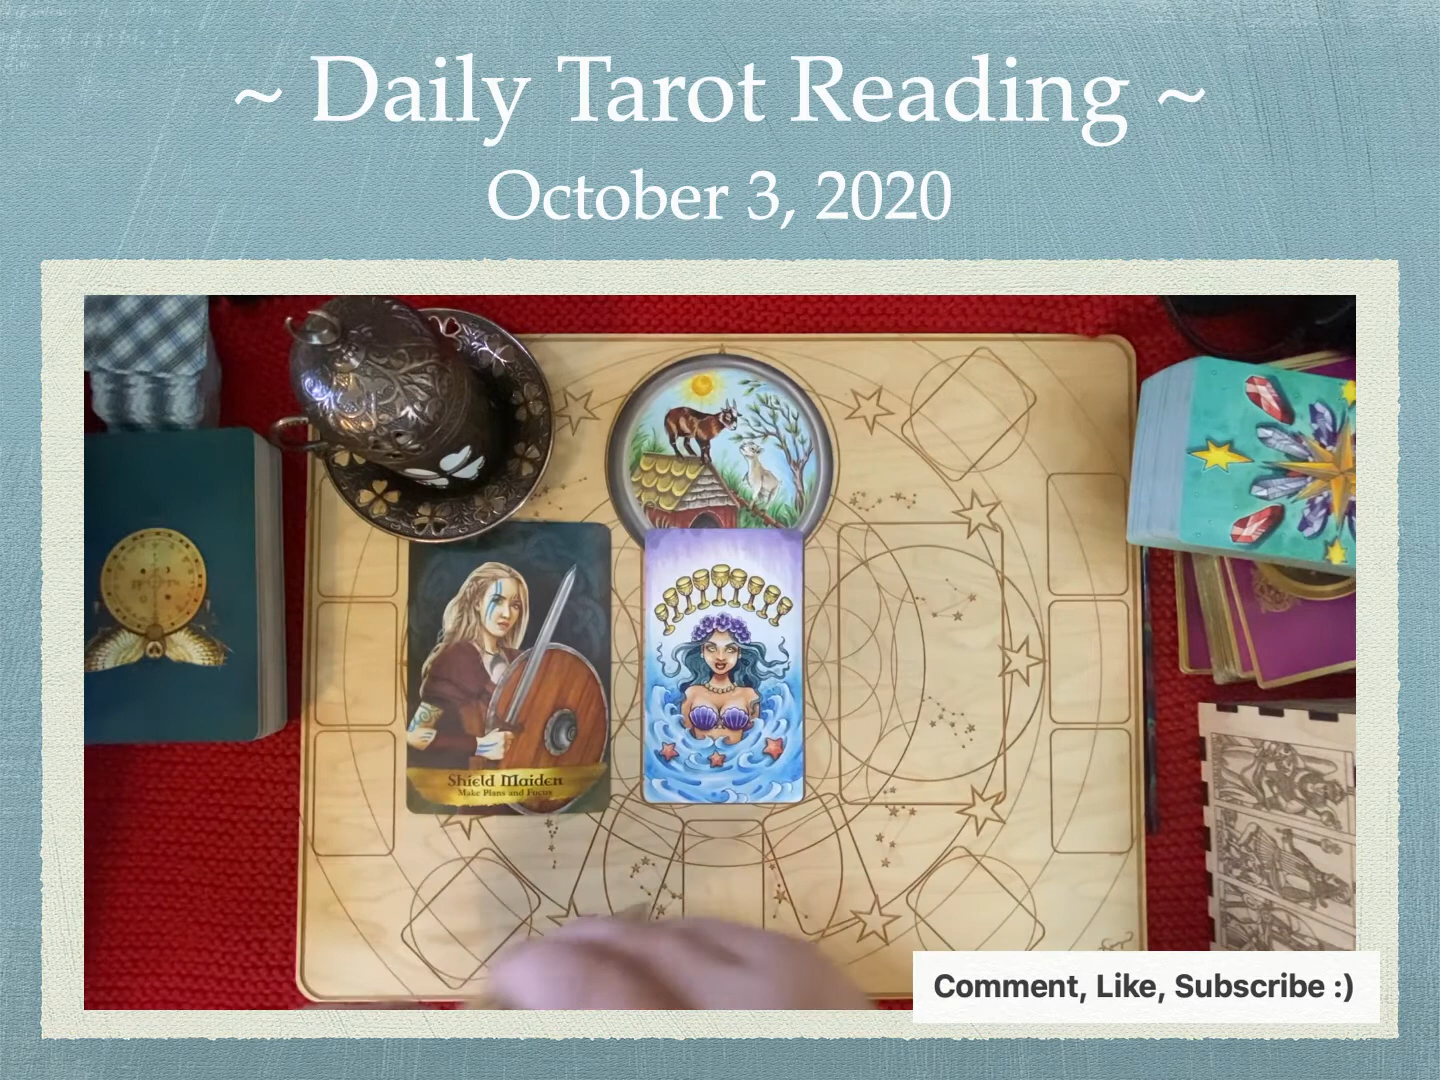 ~ Daily Tarot Reading ~
October 3, 2020
Shield Maiden
Make Plans and Focus
Comment, Like, Subscribe :)